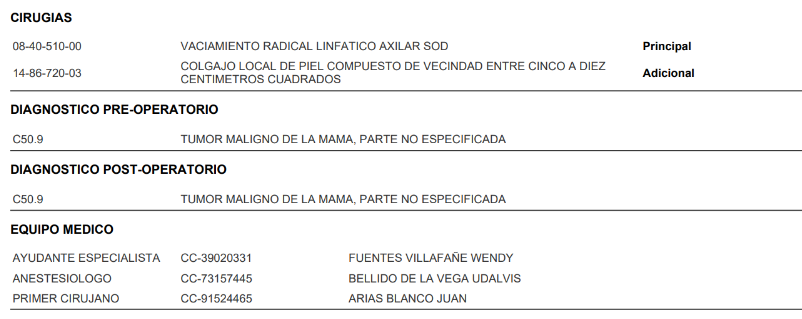 CIRUGIAS
08-40-510-00 VACIAMIENTO RADICAL LINFATICO AXILAR SOD Principal
14-86-720-03 COLGAJO LOCAL DE PIEL COMPUESTO DE VECINDAD ENTRE CINCO A DIEZ CENTIMETROS CUADRADOS Adicional
DIAGNOSTICO PRE-OPERATORIO
C50.9 TUMOR MALIGNO DE LA MAMA, PARTE NO ESPECIFICADA
DIAGNOSTICO POST-OPERATORIO
C50.9 TUMOR MALIGNO DE LA MAMA, PARTE NO ESPECIFICADA
EQUIPO MEDICO
AYUDANTE ESPECIALISTA CC-39020331 FUENTES VILLAFAÑE WENDY
ANESTESIOLOGO CC-73157445 BELLIDO DE LA VEGA UDALVIS
PRIMER CIRUJANO CC-91524465 ARIAS BLANCO JUAN